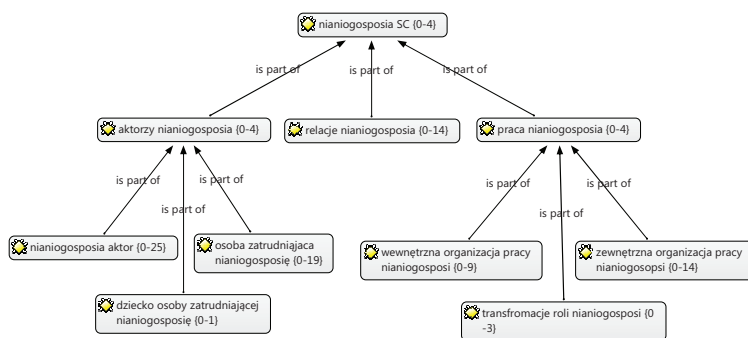 nianiogosposia SC {0-4}
is part of
is part of
is part of
aktorzy nianiogosposia {0-4}
relacje nianiogosposia {0-14}
praca nianiogosposia {0-4}
is part of
is part of
is part of
is part of
is part of
is part of
nianiogosposia aktor {0-25}
osoba zatrudniajaca
nianiogosposię {0-19}
wewnętrzna organizacja pracy
nianiogosposi {0-9}
zewnętrzna organizacja pracy
nianiogosopsi {0-14}
dziecko osoby zatrudniającej
nianiogosposię {0-1}
transfromacje roli nianiogosposi {0
-3}